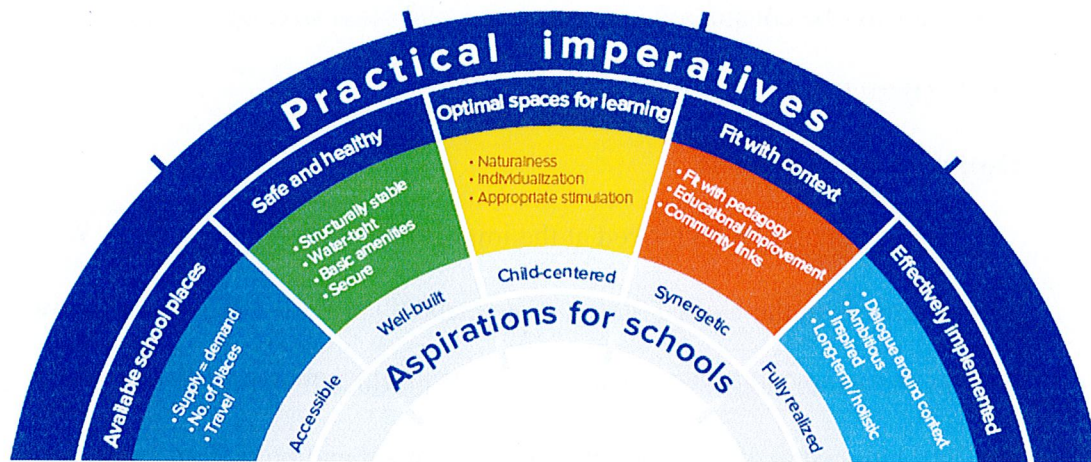 Practical imperatives
Available school places
Safe and healthy
Optimal spaces for learning
Fit with context
Effectively implemented
• Supply = demand
• No. of places
• Travel
• Structurally stable
• Water-tight
• Basic amenities
• Secure
• Naturalness
• Individualization
• Appropriate stimulation
• Fit with pedagogy
• Educational improvement
• Community links
• Dialogue around context
• Ambitious
• Inspired
• Long-term / holistic
Accessible
Well-built
Child-centered
Synergetic
Fully realized
Aspirations for schools